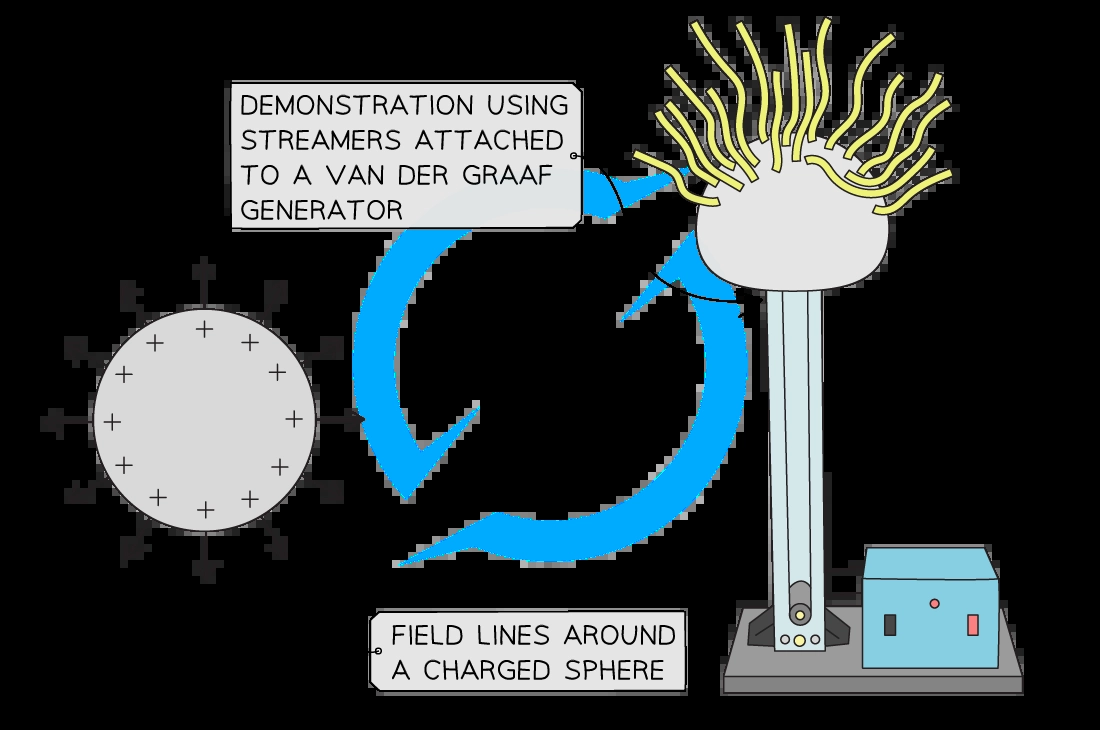 DEMONSTRATION USING
STREAMERS ATTACHED
TO A VAN DER GRAAF
GENERATOR
+ + + + + + + + + + + +
FIELD LINES AROUND
A CHARGED SPHERE